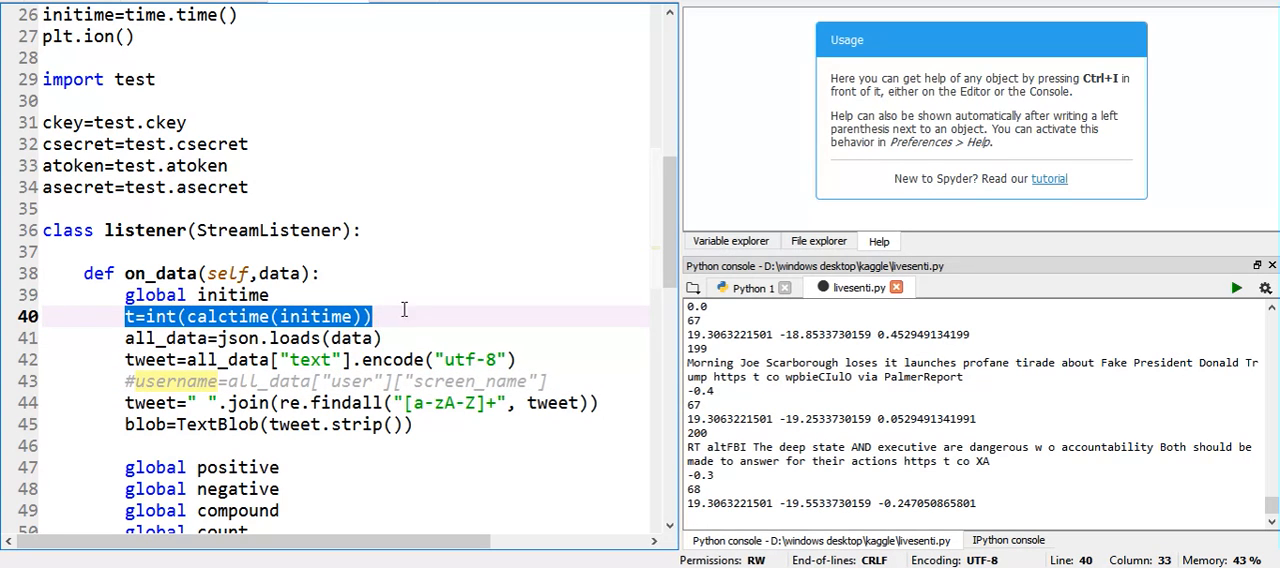 26 initime=time.time()
27 plt.ion()
28
29 import test
30
31 ckey=test.ckey
32 csecret=test.csecret
33 atoken=test.atoken
34 asecret=test.asecret
35
36 class listener(StreamListener):
37
38     def on_data(self,data):
39         global initime
40         t=int(calctime(initime))
41         all_data=json.loads(data)
42         tweet=all_data["text"].encode("utf-8")
43         #username=all_data["user"]["screen_name"]
44         tweet=" ".join(re.findall("[a-zA-Z]+", tweet))
45         blob=TextBlob(tweet.strip())
46
47         global positive
48         global negative
49         global compound
50         global count
Usage
Here you can get help of any object by pressing Ctrl+I in
front of it, either on the Editor or the Console.
Help can also be shown automatically after writing a left
parenthesis next to an object. You can activate this
behavior in Preferences > Help.
New to Spyder? Read our tutorial
Variable explorer File explorer Help
Python console - D:\windows desktop\kaggle\livesenti.py
Python 1 livesenti.py
0.0
67
19.3063221501 -18.8533730159 0.452949134199
199
Morning Joe Scarborough loses it launches profane tirade about Fake President Donald Tr
ump https t co wpbieCIulO via PalmerReport
-0.4
67
19.3063221501 -19.2533730159 0.0529491341991
200
RT altFBI The deep state AND executive are dangerous w o accountability Both should be
made to answer for their actions https t co XA
-0.3
68
19.3063221501 -19.5533730159 -0.247050865801
Python console - D:\windows desktop\kaggle\livesenti.py IPython console
Permissions: RW End-of-lines: CRLF Encoding: UTF-8 Line: 40 Column: 33 Memory: 43 %